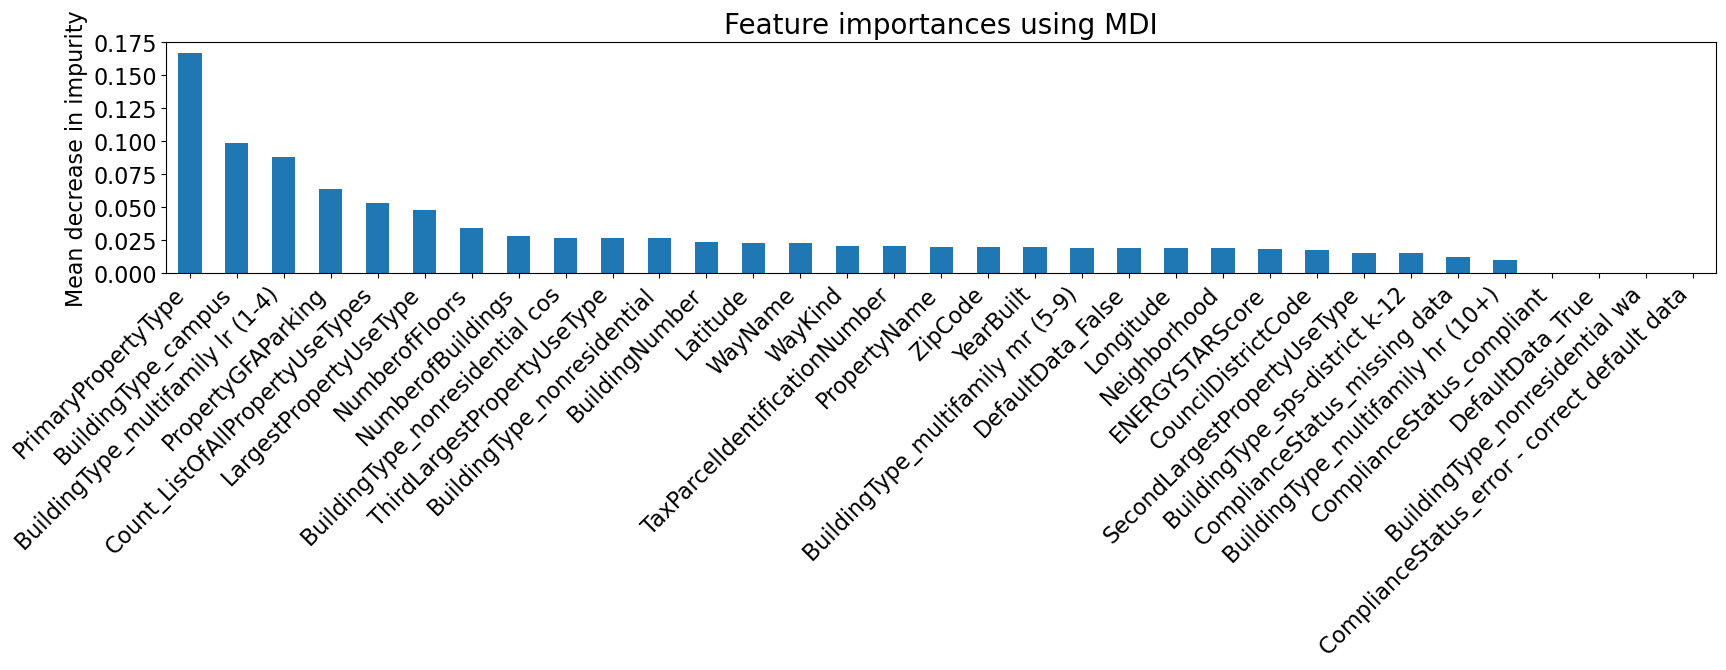 Feature importances using MDI
Mean decrease in impurity
0.175
0.150
0.125
0.100
0.075
0.050
0.025
0.000
PrimaryPropertyType
BuildingType_campus
BuildingType_multifamily lr (1-4)
PropertyGFAParking
Count_ListOfAllPropertyUseTypes
LargestPropertyUseType
NumberofFloors
NumberofBuildings
BuildingType_nonresidential cos
ThirdLargestPropertyUseType
BuildingType_nonresidential
BuildingNumber
Latitude
WayName
WayKind
TaxParcelIdentificationNumber
PropertyName
ZipCode
YearBuilt
BuildingType_multifamily mr (5-9)
DefaultData_False
Longitude
Neighborhood
ENERGYSTARScore
CouncilDistrictCode
SecondLargestPropertyUseType
BuildingType_sps-district k-12
ComplianceStatus_missing data
BuildingType_multifamily hr (10+)
ComplianceStatus_compliant
DefaultData_True
BuildingType_nonresidential wa
ComplianceStatus_error - correct default data